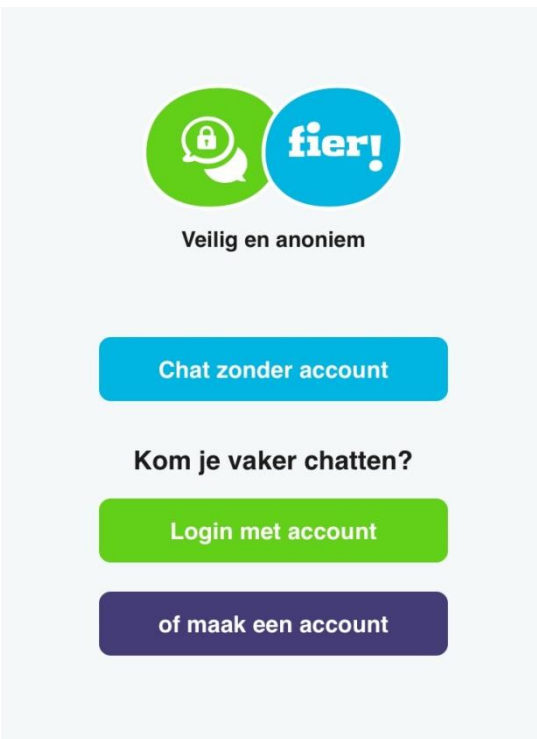 fier!
Veilig en anoniem
Chat zonder account
Kom je vaker chatten?
Login met account
of maak een account